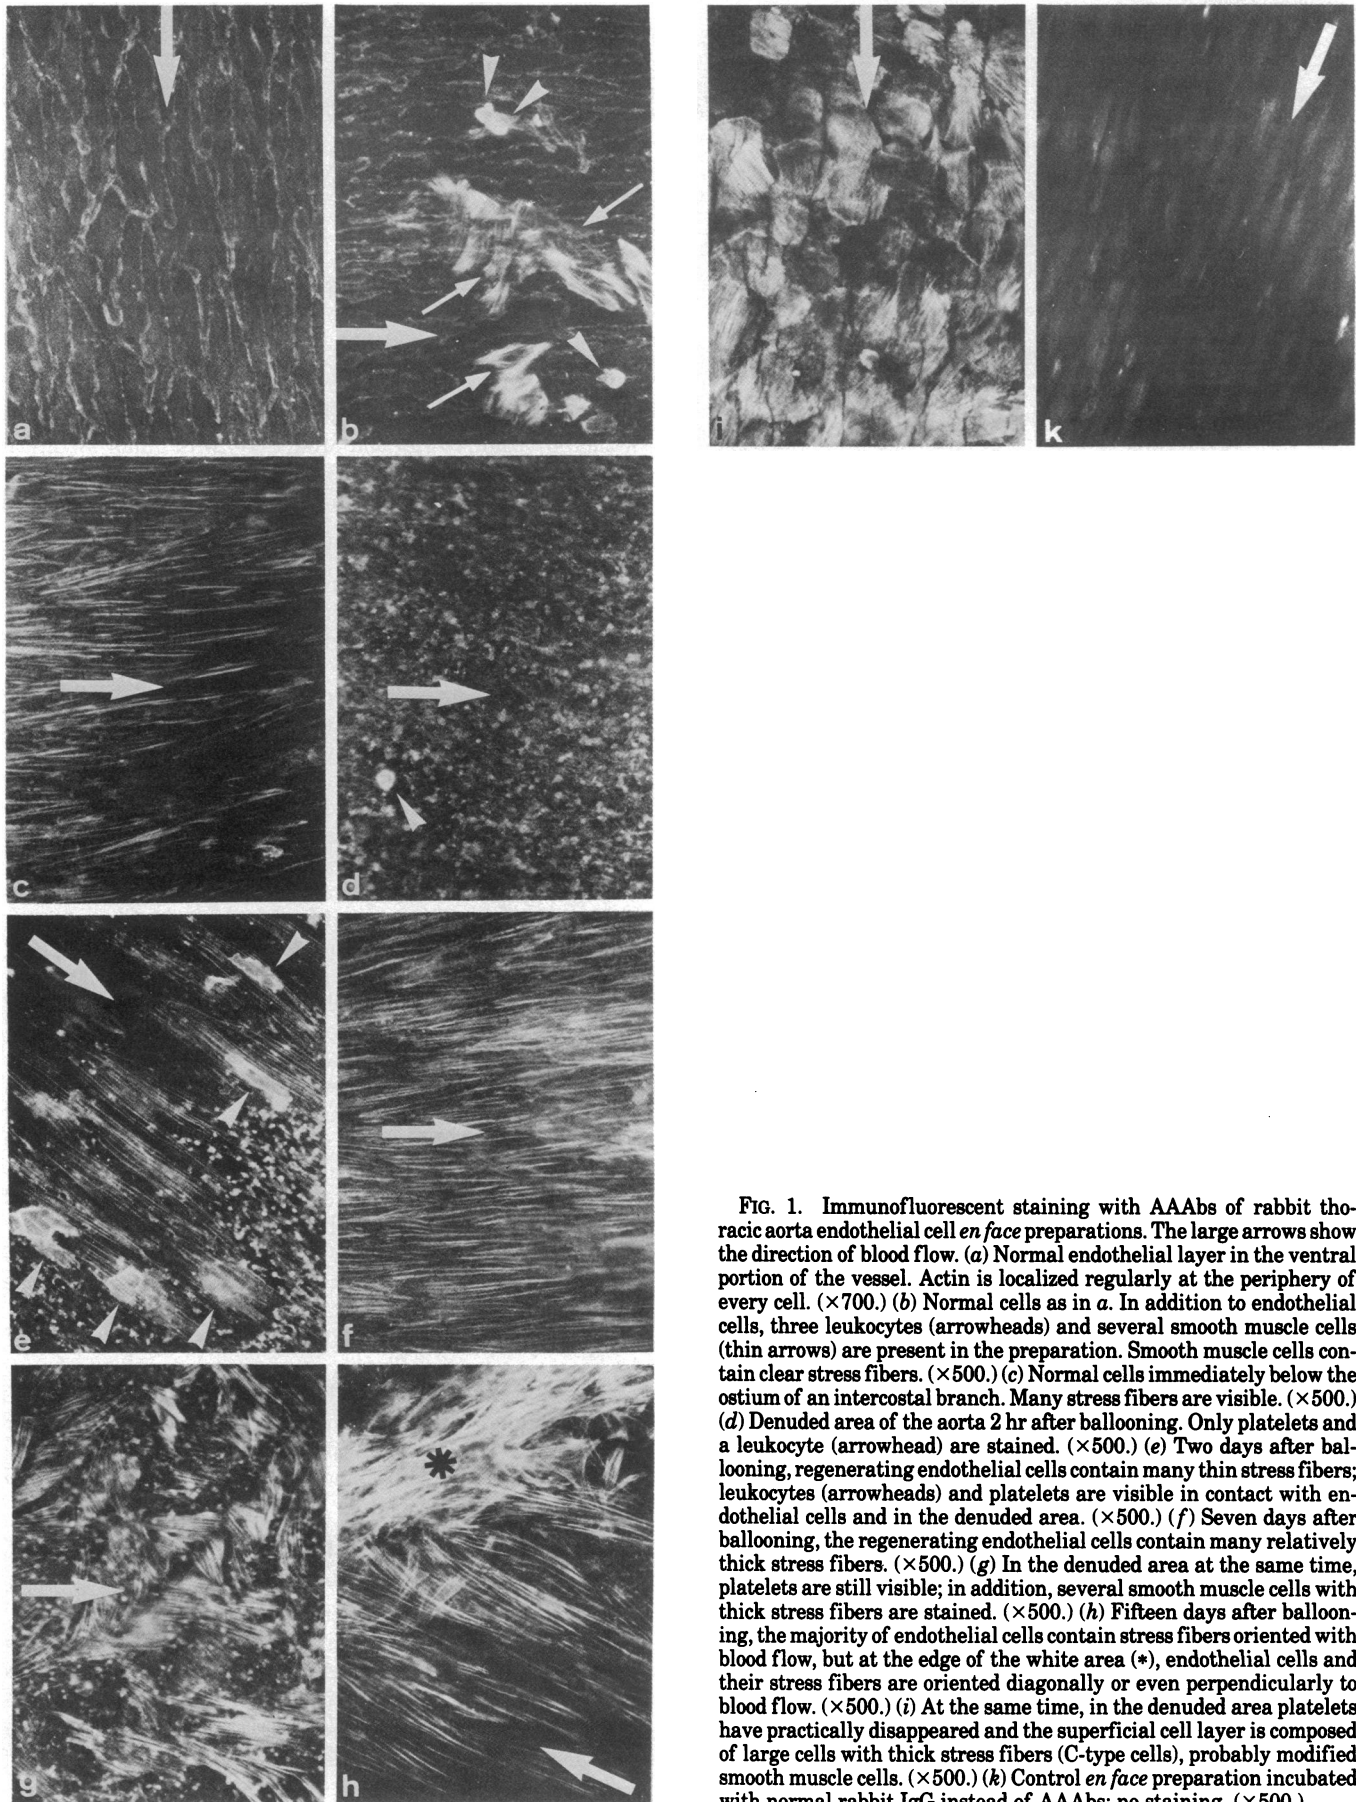 a
b
i
k
c
d
e
f
g
h
*
FIG. 1. Immunofluorescent staining with AAAbs of rabbit tho-
racic aorta endothelial cell en face preparations. The large arrows show
the direction of blood flow. (a) Normal endothelial layer in the ventral
portion of the vessel. Actin is localized regularly at the periphery of
every cell. (×700.) (b) Normal cells as in a. In addition to endothelial
cells, three leukocytes (arrowheads) and several smooth muscle cells
(thin arrows) are present in the preparation. Smooth muscle cells con-
tain clear stress fibers. (×500.) (c) Normal cells immediately below the
ostium of an intercostal branch. Many stress fibers are visible. (×500.)
(d) Denuded area of the aorta 2 hr after ballooning. Only platelets and
a leukocyte (arrowhead) are stained. (×500.) (e) Two days after bal-
looning, regenerating endothelial cells contain many thin stress fibers;
leukocytes (arrowheads) and platelets are visible in contact with en-
dothelial cells and in the denuded area. (×500.) (f) Seven days after
ballooning, the regenerating endothelial cells contain many relatively
thick stress fibers. (×500.) (g) In the denuded area at the same time,
platelets are still visible; in addition, several smooth muscle cells with
thick stress fibers are stained. (×500.) (h) Fifteen days after balloon-
ing, the majority of endothelial cells contain stress fibers oriented with
blood flow, but at the edge of the white area (*), endothelial cells and
their stress fibers are oriented diagonally or even perpendicularly to
blood flow. (×500.) (i) At the same time, in the denuded area platelets
have practically disappeared and the superficial cell layer is composed
of large cells with thick stress fibers (C-type cells), probably modified
smooth muscle cells. (×500.) (k) Control en face preparation incubated
with normal rabbit IgG instead of AAAbs; no staining. (×500.)